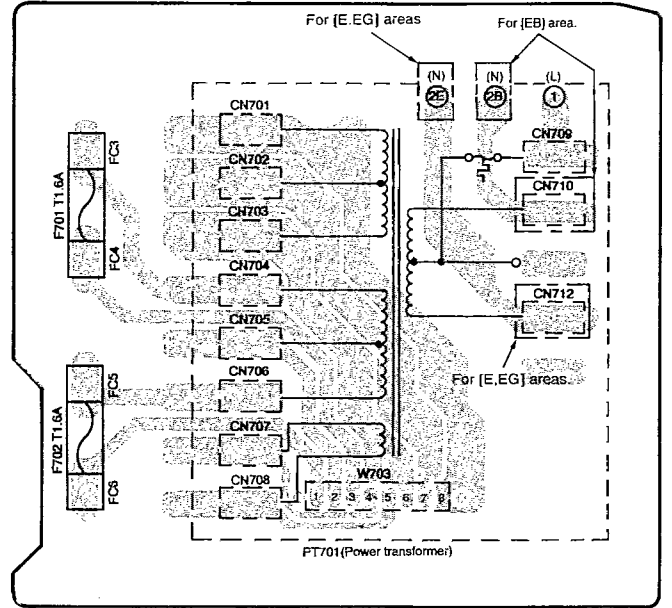 For [E.EG] areas
For [EB] area.
(N)
(N)
(L)
2E
2B
1
CN701
CN709
FC3
CN702
CN710
F701 T1.6A
CN703
FC4
CN704
CN712
CN705
FC5
CN706
For [E,EG] areas.
F702 T1.6A
CN707
CN708
W703
FC6
1 2 3 4 5 6 7 8
PT701(Power transformer)